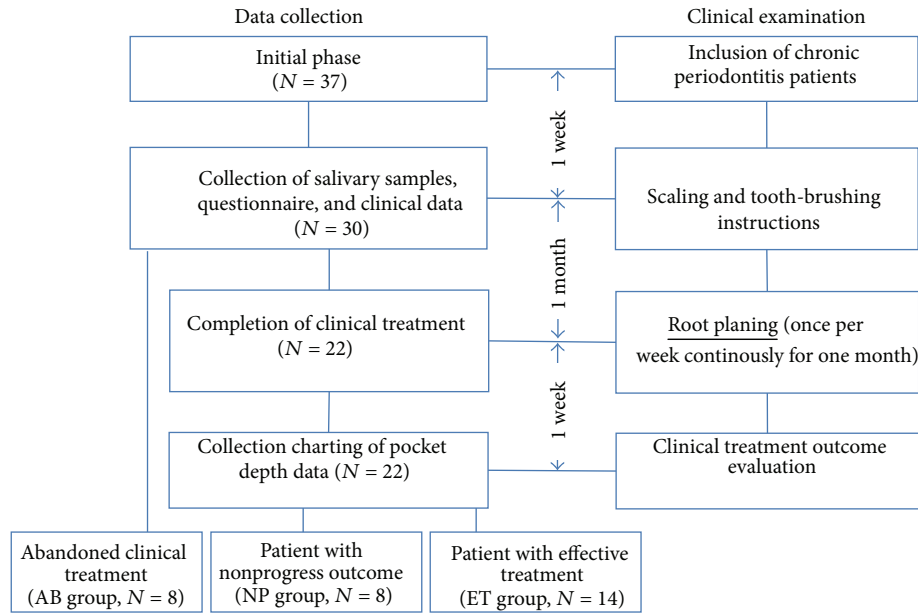 Data collection
Clinical examination
Initial phase
(N = 37)
Inclusion of chronic
periodontitis patients
1 week
Collection of salivary samples,
questionnaire, and clinical data
(N = 30)
Scaling and tooth-brushing
instructions
1 month
Completion of clinical treatment
(N = 22)
Root planing (once per
week continously for one month)
1 week
Collection charting of pocket
depth data (N = 22)
Clinical treatment outcome
evaluation
Abandoned clinical
treatment
(AB group, N = 8)
Patient with
nonprogress outcome
(NP group, N = 8)
Patient with effective
treatment
(ET group, N = 14)